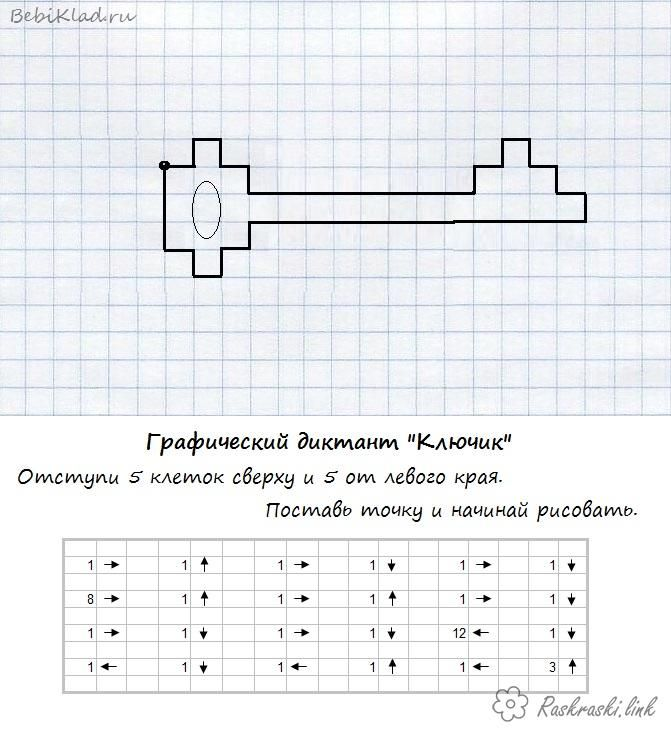 BebiKlad.ru
Графический диктант "Ключик"
Отступи 5 клеток сверху и 5 от левого края.
Поставь точку и начинай рисовать.
1 → 1 ↑ 1 → 1 ↓ 1 → 1 ↓
8 → 1 ↑ 1 → 1 ↑ 1 → 1 ↓
1 → 1 ↓ 1 → 1 ↓ 12 ← 1 ↓
1 ← 1 ↓ 1 ← 1 ↑ 1 ← 3 ↑
Raskraski.link